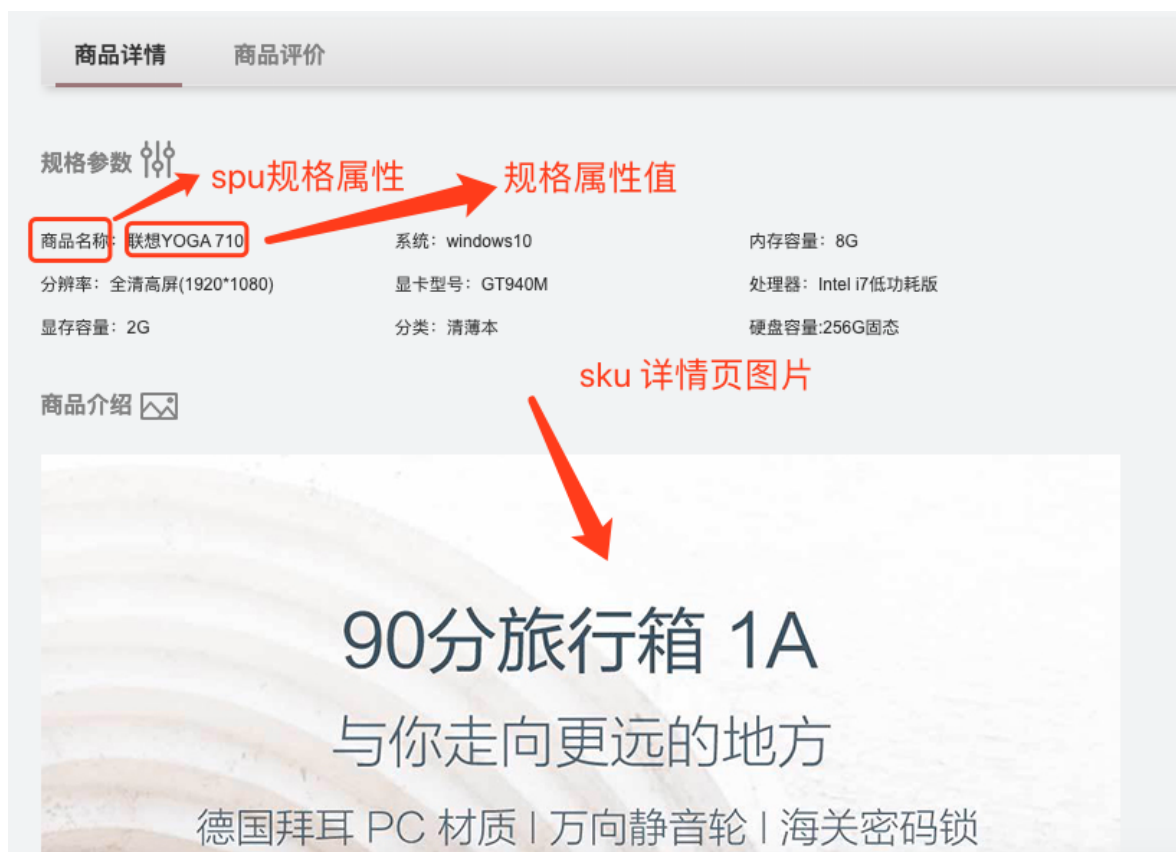 商品详情 商品评价
规格参数 spu规格属性 规格属性值
商品名称：联想YOGA 710 系统：windows10 内存容量：8G
分辨率：全清高屏(1920*1080) 显卡型号：GT940M 处理器：Intel i7低功耗版
显存容量：2G 分类：清薄本 硬盘容量:256G固态
sku 详情页图片
商品介绍
90分旅行箱 1A
与你走向更远的地方
德国拜耳 PC 材质 | 万向静音轮 | 海关密码锁